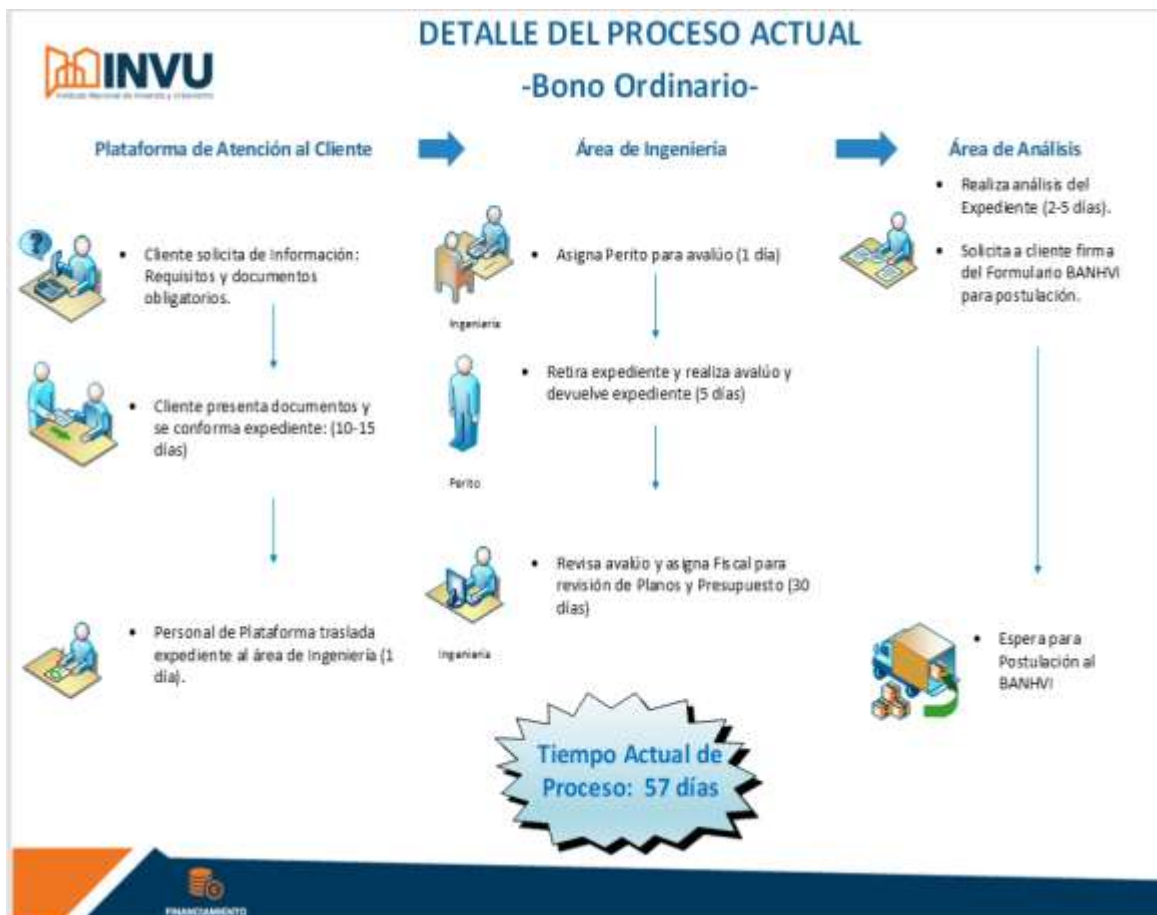 DETALLE DEL PROCESO ACTUAL
-Bono Ordinario-
INVU
Instituto Nacional de Vivienda y Urbanismo
Plataforma de Atención al Cliente
• Cliente solicita de Información:
Requisitos y documentos
obligatorios.
• Cliente presenta documentos y
se conforma expediente: (10-15
días)
• Personal de Plataforma traslada
expediente al área de Ingeniería (1
día).
Área de Ingeniería
• Asigna Perito para avalúo (1 día)
Ingeniería
• Retira expediente y realiza avalúo y
devuelve expediente (5 días)
Perito
• Revisa avalúo y asigna Fiscal para
revisión de Planos y Presupuesto (30
días)
Ingeniería
Área de Análisis
• Realiza análisis del
Expediente (2-5 días).
• Solicita a cliente firma
del Formulario BANHVI
para postulación.
• Espera para
Postulación al
BANHVI
Tiempo Actual de
Proceso: 57 días
FINANCIAMIENTO